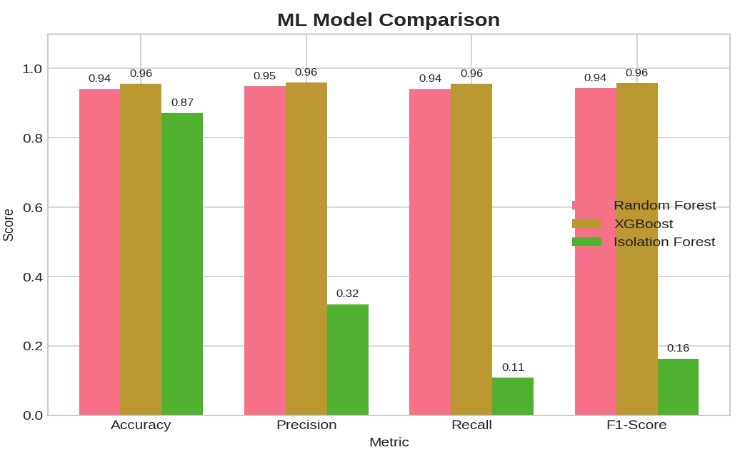 ML Model Comparison
1.0
0.8
0.6
0.4
0.2
0.0
Score
0.94
0.96
0.87
0.95
0.96
0.32
0.94
0.96
0.11
0.94
0.96
0.16
Random Forest
XGBoost
Isolation Forest
Accuracy
Precision
Recall
F1-Score
Metric